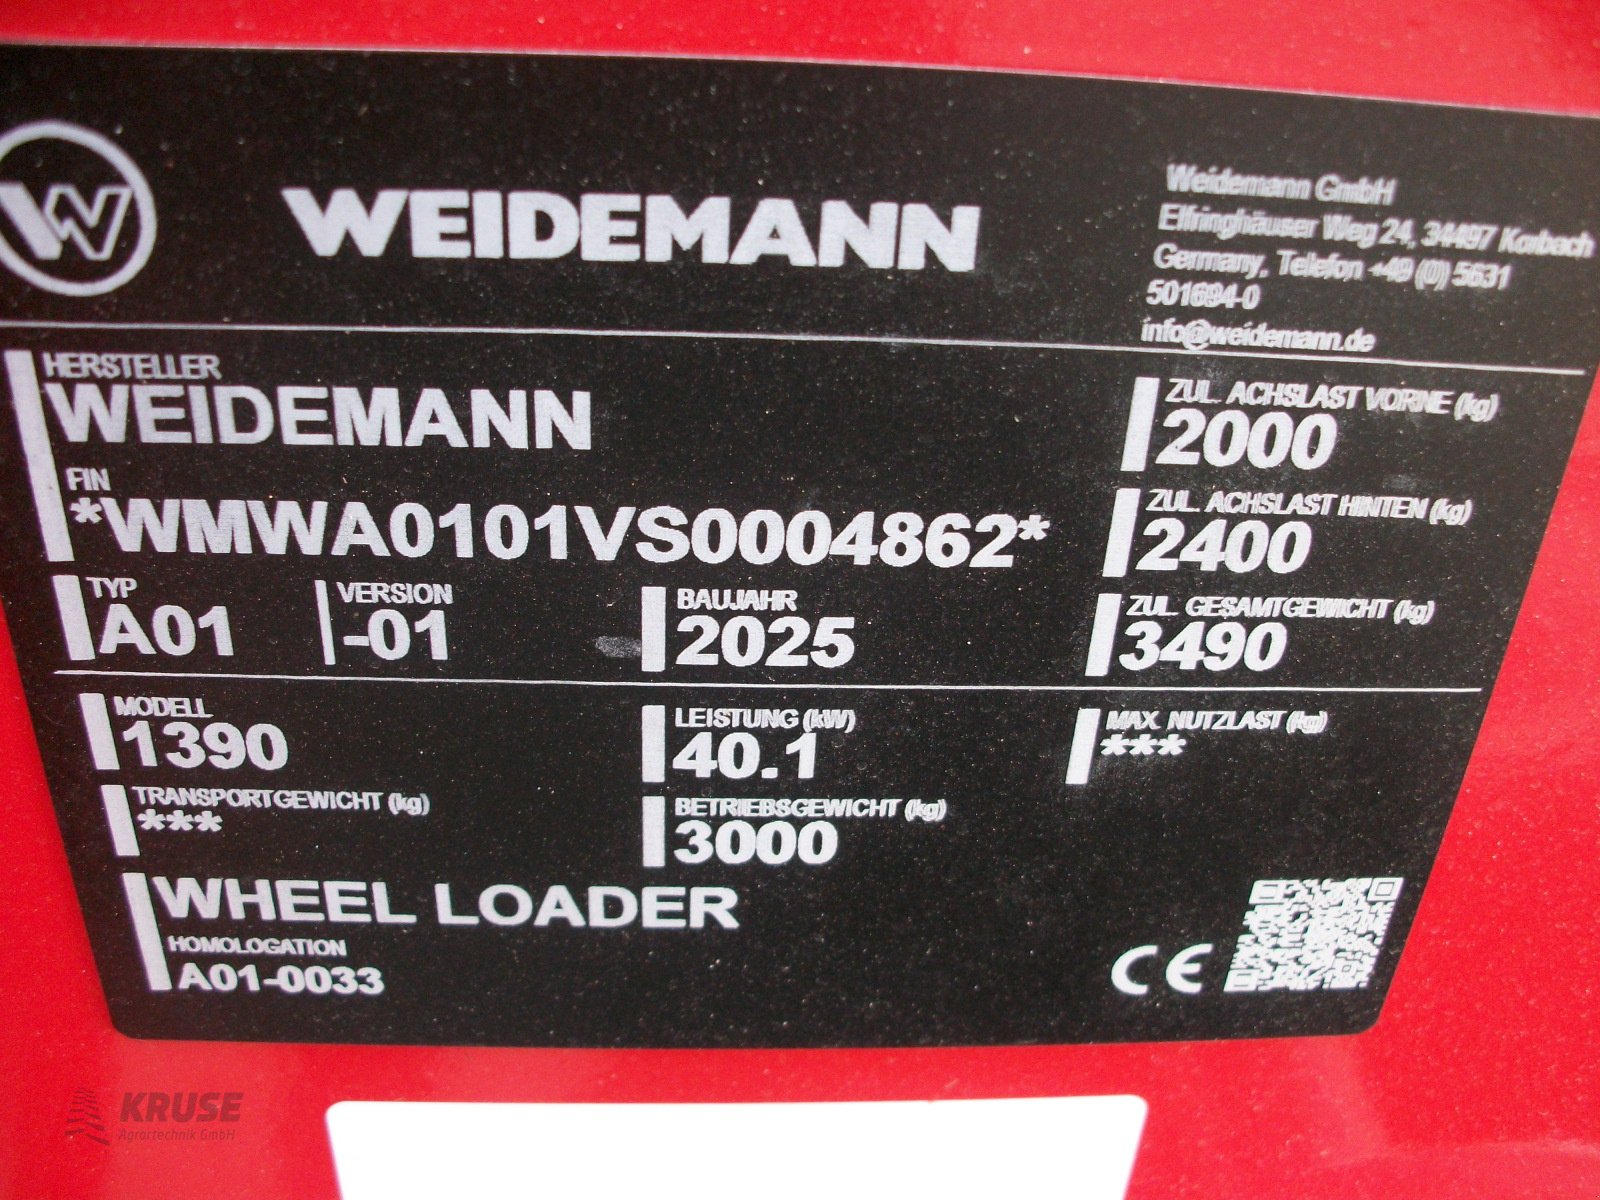 W
WEIDEMANN
Weidemann GmbH
Elfringhäuser Weg 24, 34497 Korbach
Germany, Telefon +49 (0) 5631
501694-0
info@weidemann.de
HERSTELLER
WEIDEMANN
FIN
*WMWA0101VS0004862*
TYP
A01
VERSION
-01
BAUJAHR
2025
ZUL. ACHSLAST VORNE (kg)
2000
ZUL. ACHSLAST HINTEN (kg)
2400
ZUL. GESAMTGEWICHT (kg)
3490
MODELL
1390
LEISTUNG (kW)
40.1
MAX. NUTZLAST (kg)
***
TRANSPORTGEWICHT (kg)
***
BETRIEBSGEWICHT (kg)
3000
WHEEL LOADER
HOMOLOGATION
A01-0033
CE
KRUSE
Agrartechnik GmbH